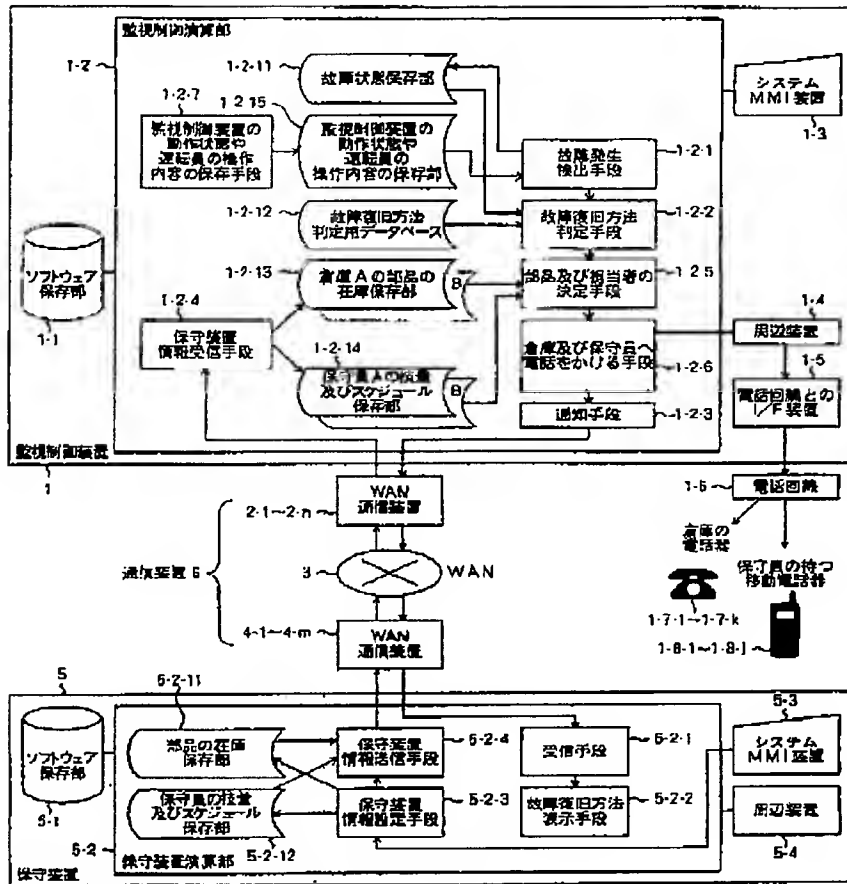 監視制御演算部
1-2
1-2-11
故障状態保存部
1-2-7
監視制御装置の
動作状態や
運転員の操作
内容の保存手段
1-2-15
監視制御装置の
動作状態や
運転員の
操作内容の保存部
システム
MMI装置
1-3
故障発生
検出手段
1-2-1
1-2-12
故障復旧方法
判定用データベース
故障復旧方法
判定手段
1-2-2
1-2-13
倉庫Aの部品の
在庫保存部
B
部品及び担当者の
決定手段
1-2-5
ソフトウェア
保存部
1-1
1-2-4
保守装置
情報受信手段
1-2-14
保守員Aの技量
及びスケジュール
保存部
B
倉庫及び保守員へ
電話をかける手段
1-2-6
通知手段
1-2-3
1-4
周辺装置
1-5
電話回線との
I/F装置
監視制御装置
1
1-6
電話回線
倉庫の
電話器
1-7-1~1-7-k
保守員の持つ
移動電話器
1-8-1~1-8-j
WAN
通信装置
2-1~2-n
通信装置 6
3
WAN
4-1~4-m
WAN
通信装置
5
ソフトウェア
保存部
5-1
5-2
5-2-11
部品の在庫
保存部
保守員の技量
及びスケジュール
保存部
5-2-12
保守装置
情報送信手段
5-2-4
保守装置
情報設定手段
5-2-3
受信手段
5-2-1
故障復旧方法
表示手段
5-2-2
5-3
システム
MMI装置
周辺装置
5-4
保守装置演算部
保守装置